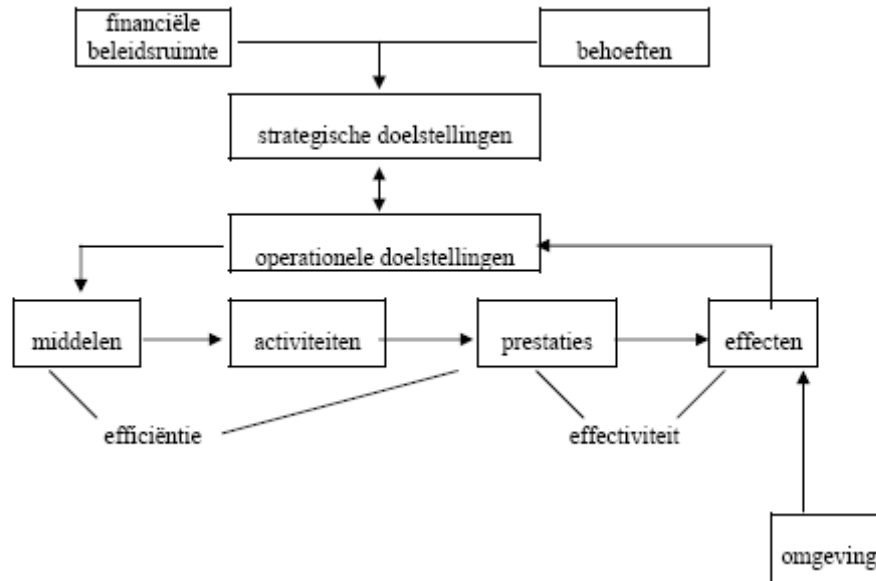 financiële
beleidsruimte
behoeften
strategische doelstellingen
operationele doelstellingen
middelen
activiteiten
prestaties
effecten
efficiëntie
effectiviteit
omgeving